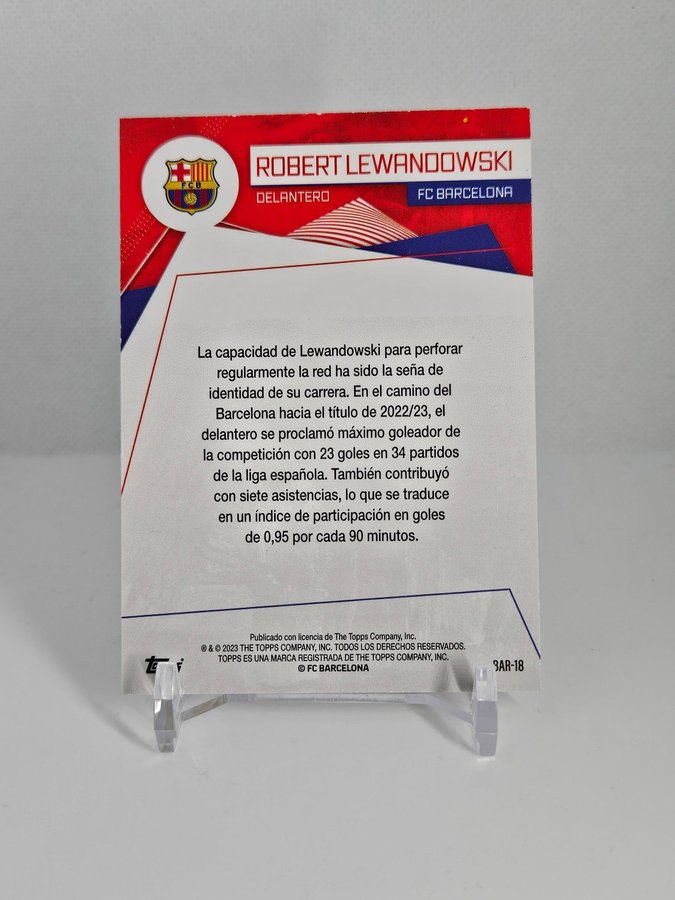 FCB
ROBERT LEWANDOWSKI
DELANTERO
FC BARCELONA
La capacidad de Lewandowski para perforar
regularmente la red ha sido la seña de
identidad de su carrera. En el camino del
Barcelona hacia el título de 2022/23, el
delantero se proclamó máximo goleador de
la competición con 23 goles en 34 partidos
de la liga española. También contribuyó
con siete asistencias, lo que se traduce
en un índice de participación en goles
de 0,95 por cada 90 minutos.
Publicado con licencia de The Topps Company, Inc.
® & © 2023 THE TOPPS COMPANY, INC. TODOS LOS DERECHOS RESERVADOS.
TOPPS ES UNA MARCA REGISTRADA DE THE TOPPS COMPANY, INC.
© FC BARCELONA
BAR-18